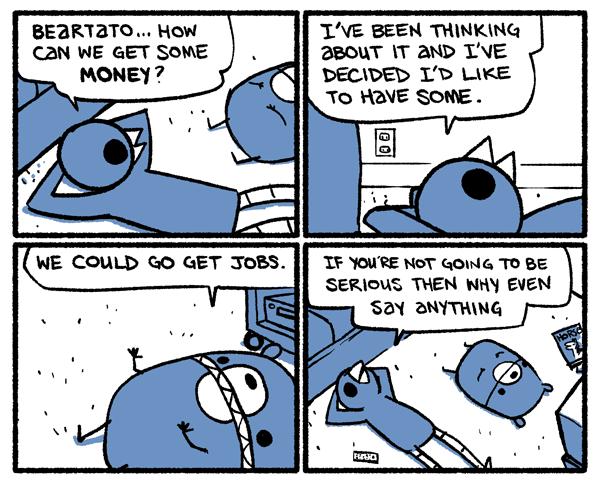 BEARTATO... HOW
CAN WE GET SOME
MONEY?
I'VE BEEN THINKING
ABOUT IT AND I'VE
DECIDED I'D LIKE
TO HAVE SOME.
WE COULD GO GET JOBS.
IF YOU'RE NOT GOING TO BE
SERIOUS THEN WHY EVEN
SAY ANYTHING